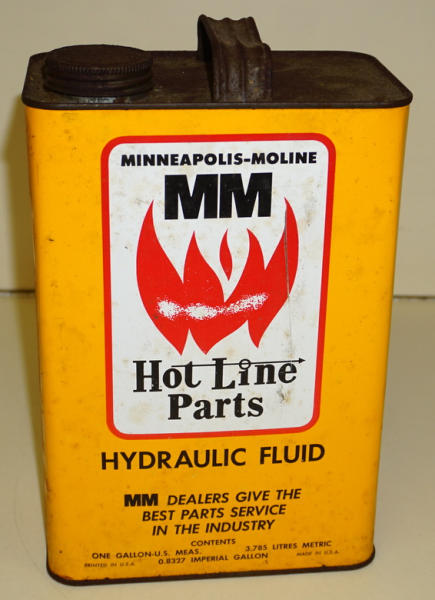 MINNEAPOLIS-MOLINE
MM
Hot Line
Parts
HYDRAULIC FLUID
MM DEALERS GIVE THE
BEST PARTS SERVICE
IN THE INDUSTRY
CONTENTS
ONE GALLON-U.S. MEAS. 3.785 LITRES METRIC
PRINTED IN U.S.A. 0.8327 IMPERIAL GALLON MADE IN U.S.A.